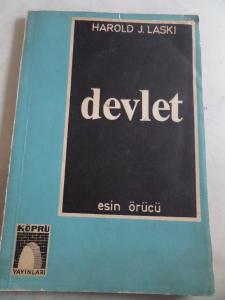 HAROLD J. LASKI
devlet
esin örücü
KÖPRÜ
YAYINLARI